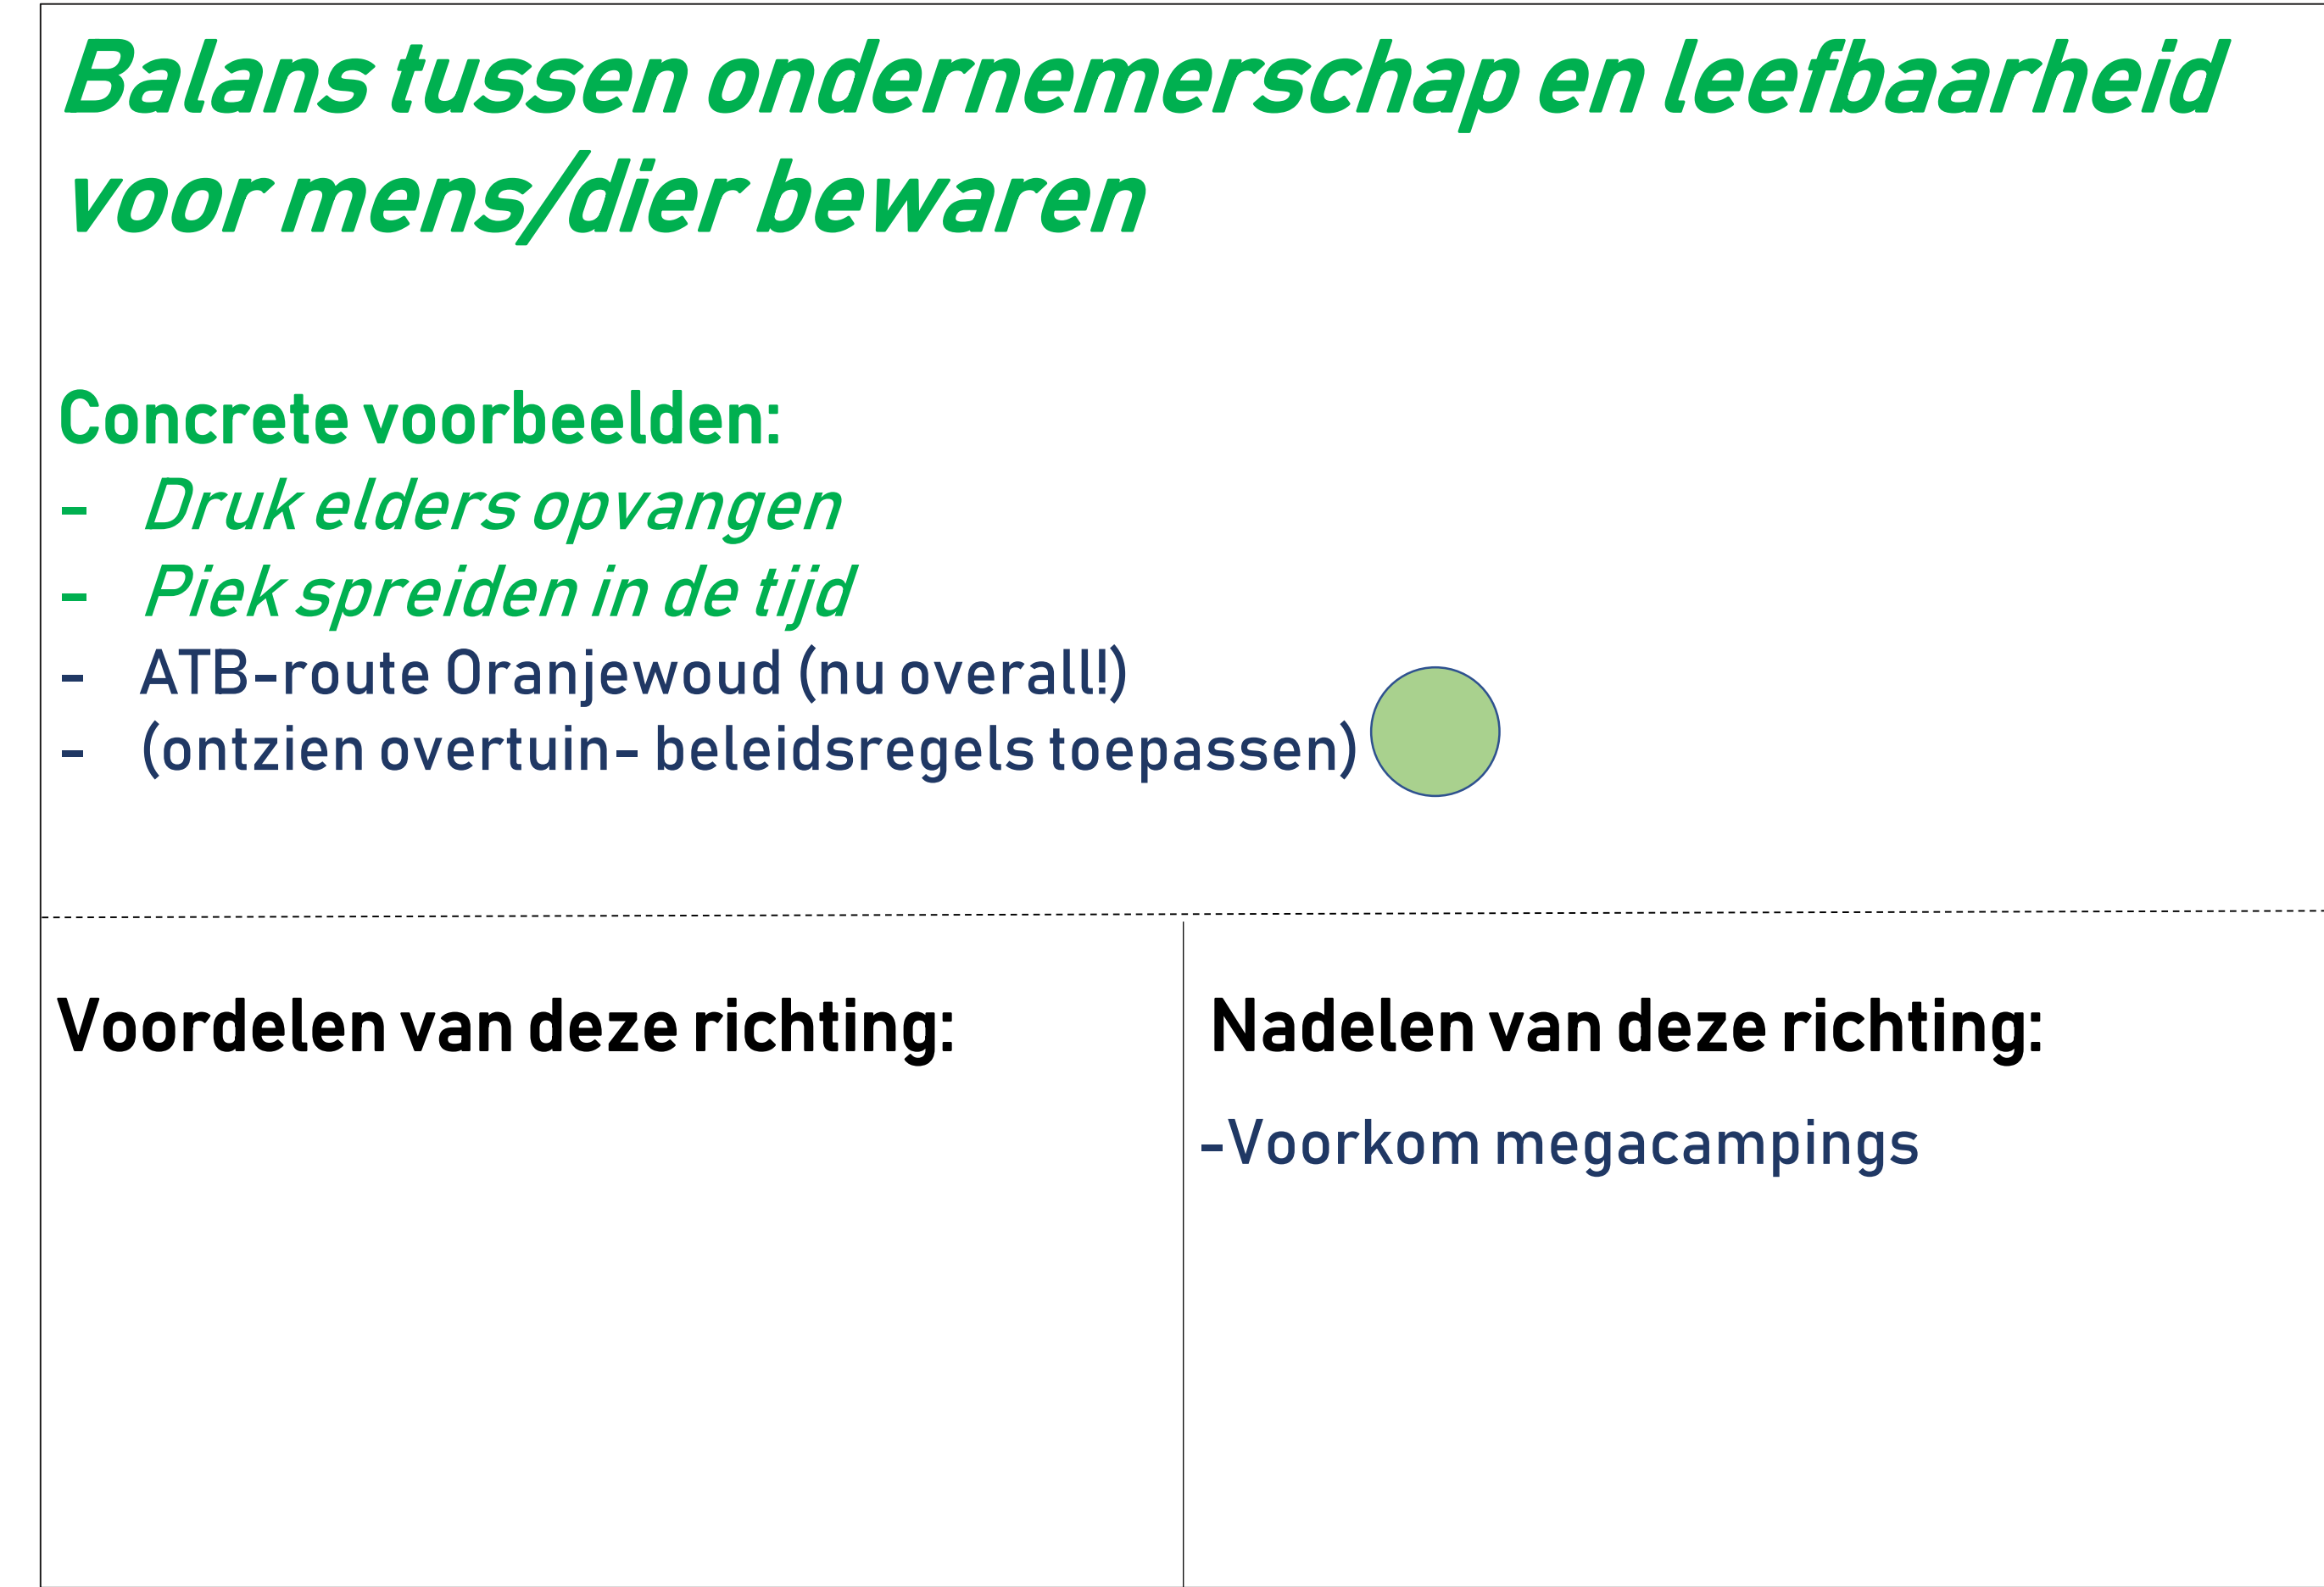 Balans tussen ondernemerschap en leefbaarheid
voor mens/dier bewaren
Concrete voorbeelden:
- Druk elders opvangen
- Piek spreiden in de tijd
- ATB-route Oranjewoud (nu overal!)
- (ontzien overtuin- beleidsregels toepassen)
Voordelen van deze richting:
Nadelen van deze richting:
-Voorkom megacampings